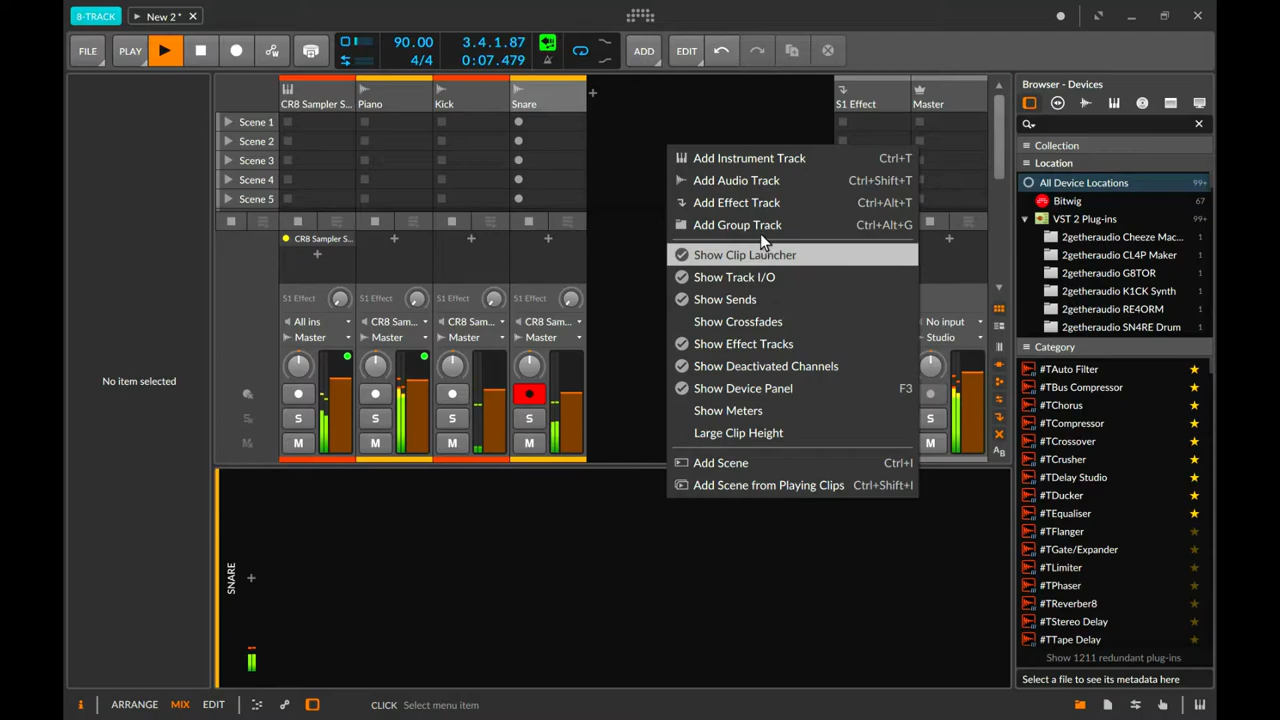 8-TRACK
New 2*
FILE
PLAY
90.00
4/4
3.4.1.87
0:07.479
ADD
EDIT
CR8 Sampler S...
Piano
Kick
Snare
S1 Effect
Master
Scene 1
Scene 2
Scene 3
Scene 4
Scene 5
CR8 Sampler S...
S1 Effect
S1 Effect
S1 Effect
S1 Effect
All ins
CR8 Sam...
CR8 Sam...
CR8 Sam...
No input
Master
Master
Master
Master
Studio
S
S
S
S
S
M
M
M
M
M
M
Add Instrument Track Ctrl+T
Add Audio Track Ctrl+Shift+T
Add Effect Track Ctrl+Alt+T
Add Group Track Ctrl+Alt+G
Show Clip Launcher
Show Track I/O
Show Sends
Show Crossfades
Show Effect Tracks
Show Deactivated Channels
Show Device Panel F3
Show Meters
Large Clip Height
Add Scene Ctrl+I
Add Scene from Playing Clips Ctrl+Shift+I
AB
No item selected
SNARE
Browser - Devices
Collection
Location
All Device Locations 99+
Bitwig 67
VST 2 Plug-ins 99+
2getheraudio Cheeze Mac...
2getheraudio CL4P Maker
2getheraudio G8TOR
2getheraudio K1CK Synth
2getheraudio RE4ORM
2getheraudio SN4RE Drum
Category
#TAuto Filter
#TBus Compressor
#TChorus
#TCompressor
#TCrossover
#TCrusher
#TDelay Studio
#TDucker
#TEqualiser
#TFlanger
#TGate/Expander
#TLimiter
#TPhaser
#TReverber8
#TStereo Delay
#TTape Delay
Show 1211 redundant plug-ins
Select a file to see its metadata here
ARRANGE
MIX
EDIT
CLICK Select menu item